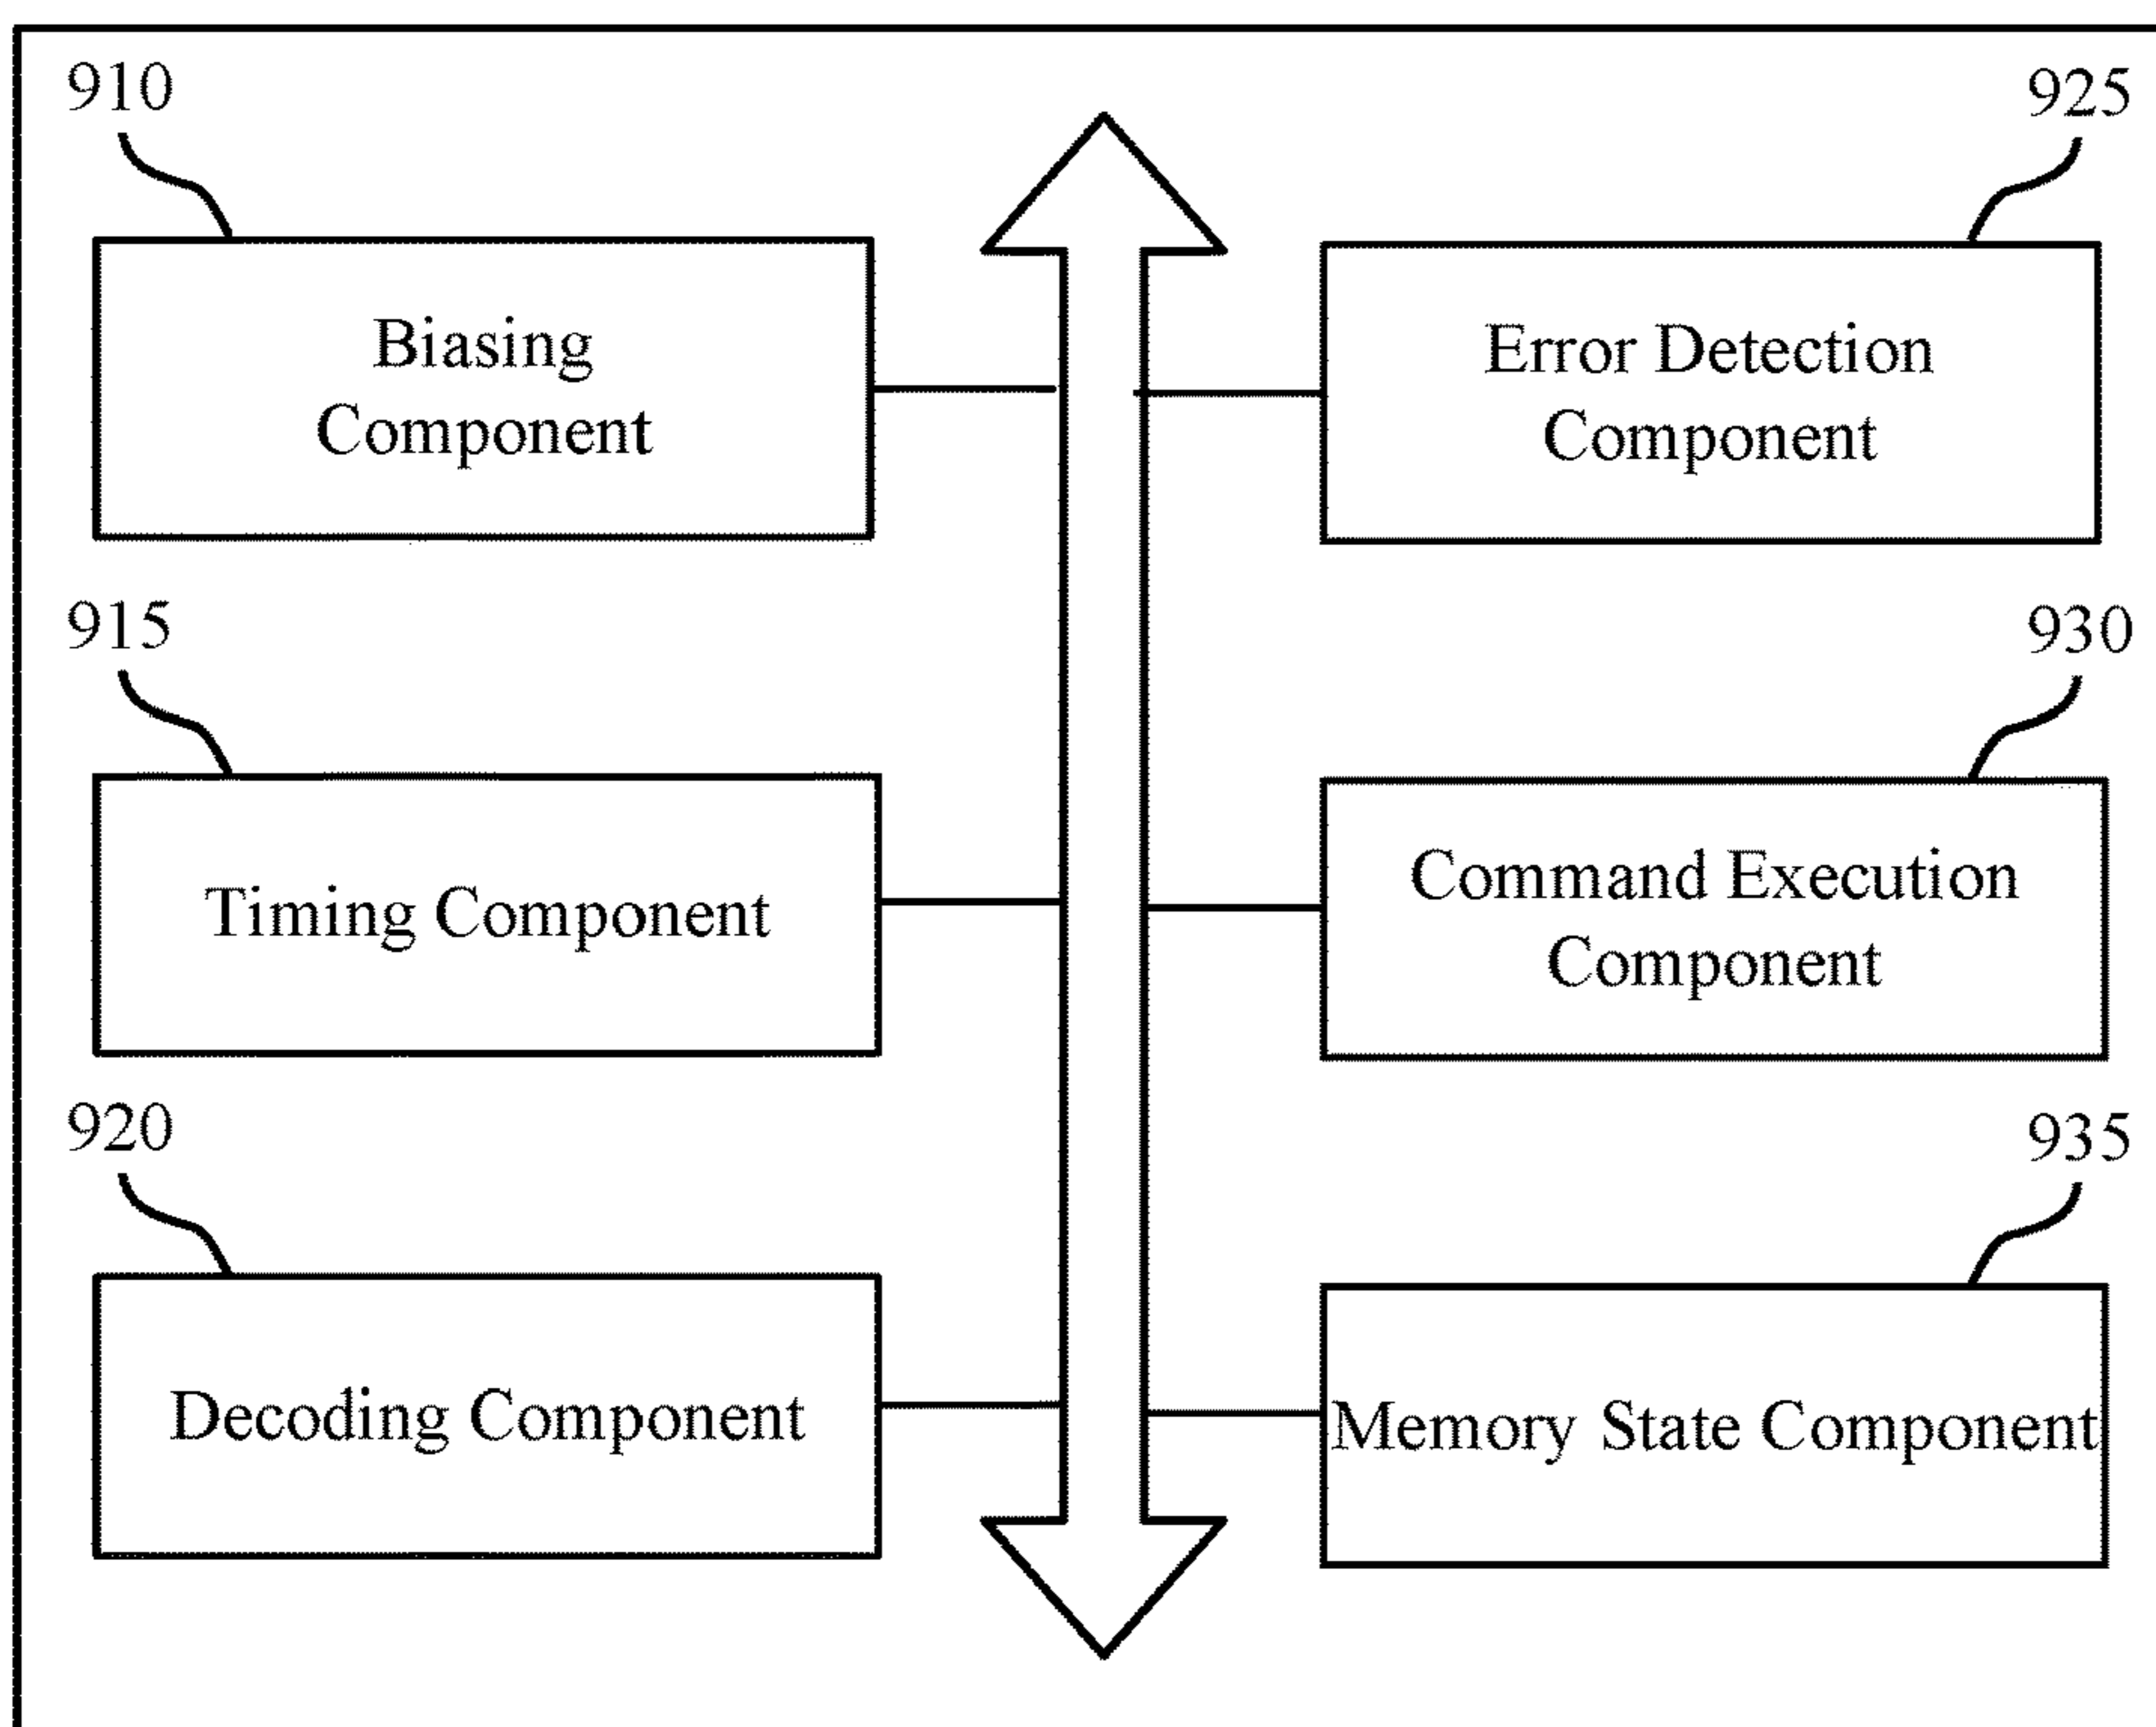 910
Biasing
Component
915
Timing Component
920
Decoding Component
925
Error Detection
Component
930
Command Execution
Component
935
Memory State Component